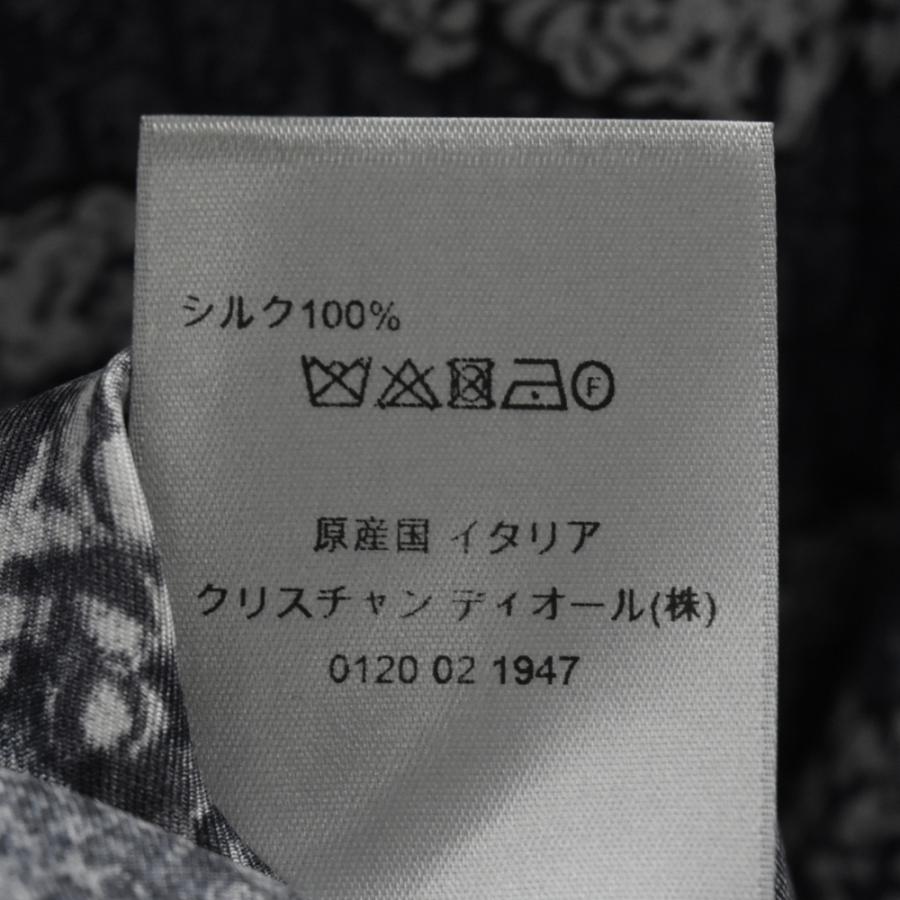 シルク100%
F
原産国 イタリア
クリスチャン ディオール(株)
0120 02 1947